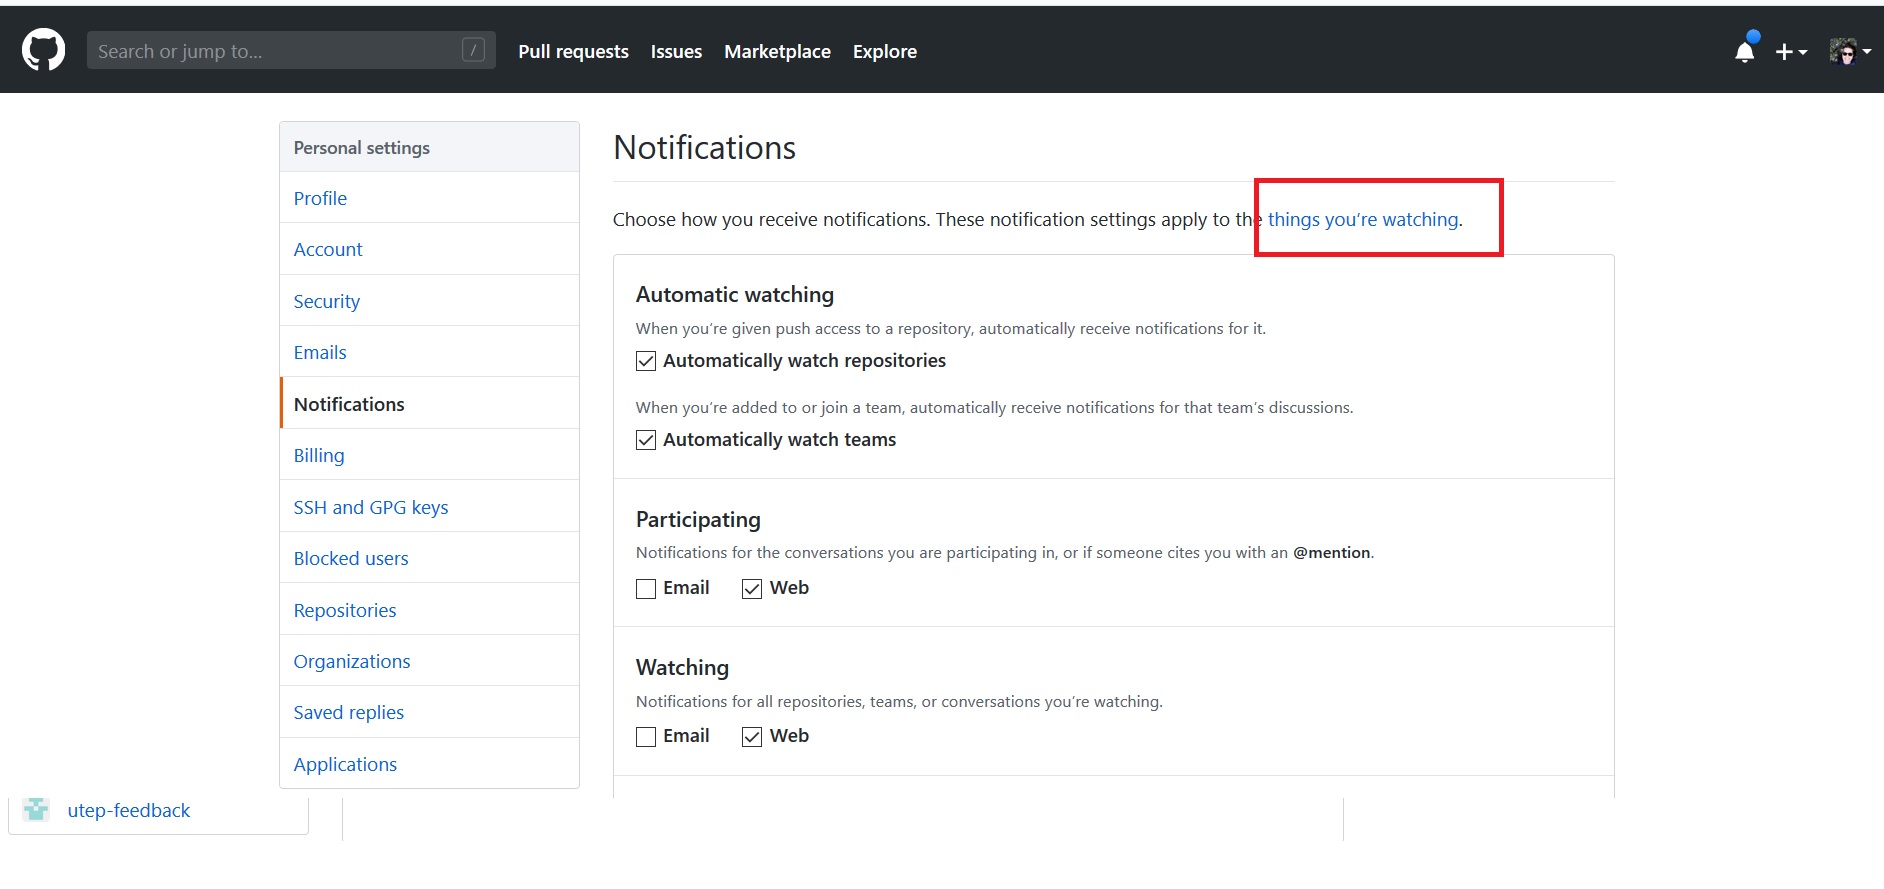 Search or jump to... /
Pull requests Issues Marketplace Explore
Personal settings
Profile
Account
Security
Emails
Notifications
Billing
SSH and GPG keys
Blocked users
Repositories
Organizations
Saved replies
Applications
utep-feedback
Notifications
Choose how you receive notifications. These notification settings apply to the things you’re watching.
Automatic watching
When you’re given push access to a repository, automatically receive notifications for it.
Automatically watch repositories
When you’re added to or join a team, automatically receive notifications for that team’s discussions.
Automatically watch teams
Participating
Notifications for the conversations you are participating in, or if someone cites you with an @mention.
Email Web
Watching
Notifications for all repositories, teams, or conversations you’re watching.
Email Web